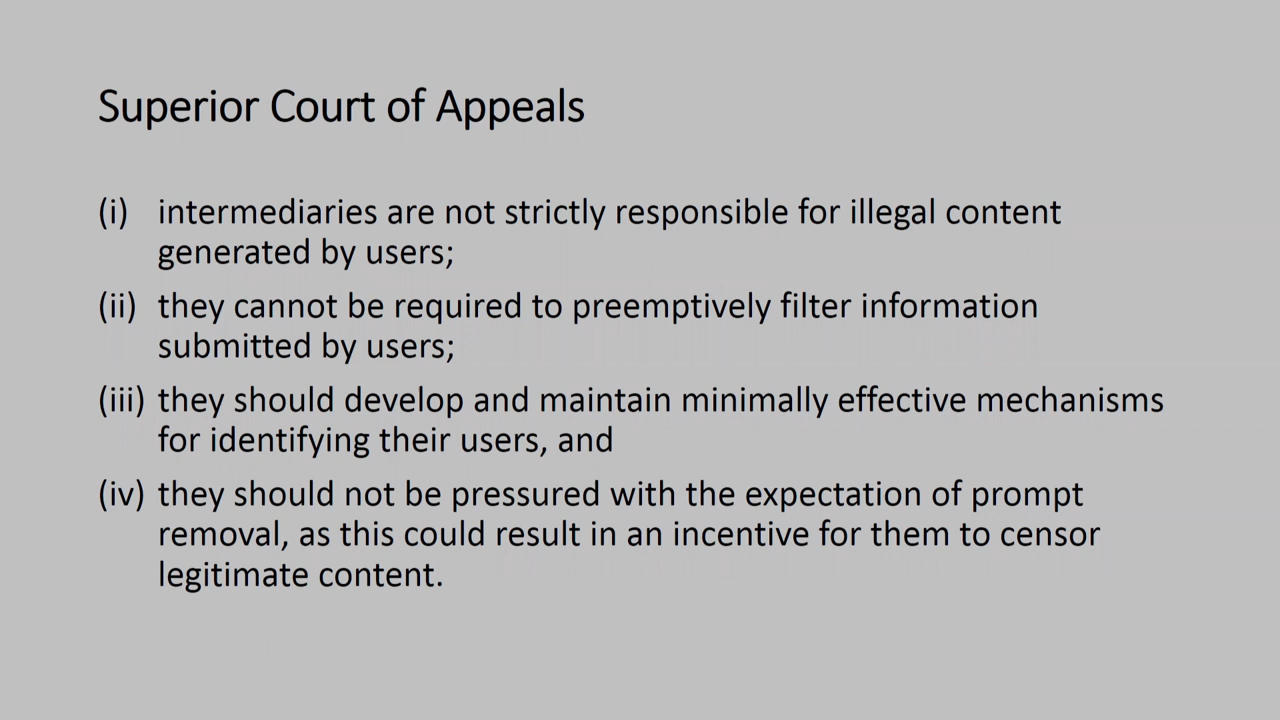 Superior Court of Appeals
(i) intermediaries are not strictly responsible for illegal content
generated by users;
(ii) they cannot be required to preemptively filter information
submitted by users;
(iii) they should develop and maintain minimally effective mechanisms
for identifying their users, and
(iv) they should not be pressured with the expectation of prompt
removal, as this could result in an incentive for them to censor
legitimate content.